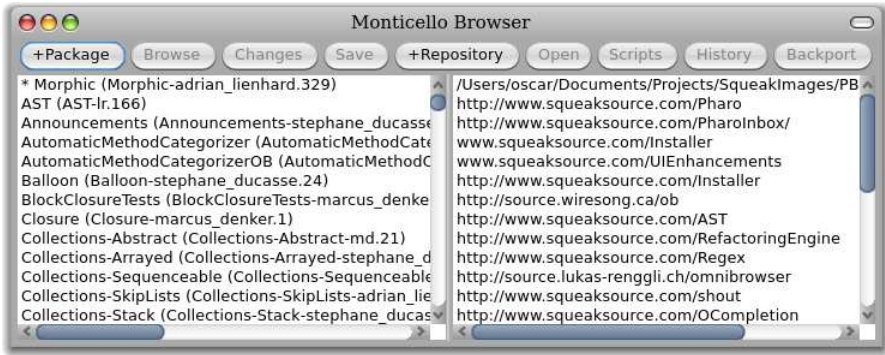 Monticello Browser
+Package Browse Changes Save +Repository Open Scripts History Backport
* Morphic (Morphic-adrian_lienhard.329)
AST (AST-lr.166)
Announcements (Announcements-stephane_ducasse
AutomaticMethodCategorizer (AutomaticMethodCate
AutomaticMethodCategorizerOB (AutomaticMethodC
Balloon (Balloon-stephane_ducasse.24)
BlockClosureTests (BlockClosureTests-marcus_denke
Closure (Closure-marcus_denker.1)
Collections-Abstract (Collections-Abstract-md.21)
Collections-Arrayed (Collections-Arrayed-stephane_d
Collections-Sequenceable (Collections-Sequenceable
Collections-SkipLists (Collections-SkipLists-adrian_lie
Collections-Stack (Collections-Stack-stephane_ducas
/Users/oscar/Documents/Projects/SqueakImages/PB
http://www.squeaksource.com/Pharo
http://www.squeaksource.com/PharoInbox/
www.squeaksource.com/Installer
www.squeaksource.com/UIEnhancements
http://www.squeaksource.com/Installer
http://source.wiresong.ca/ob
http://www.squeaksource.com/AST
http://www.squeaksource.com/RefactoringEngine
http://www.squeaksource.com/Regex
http://source.lukas-renggli.ch/omnibrowser
http://www.squeaksource.com/shout
http://www.squeaksource.com/OCompletion